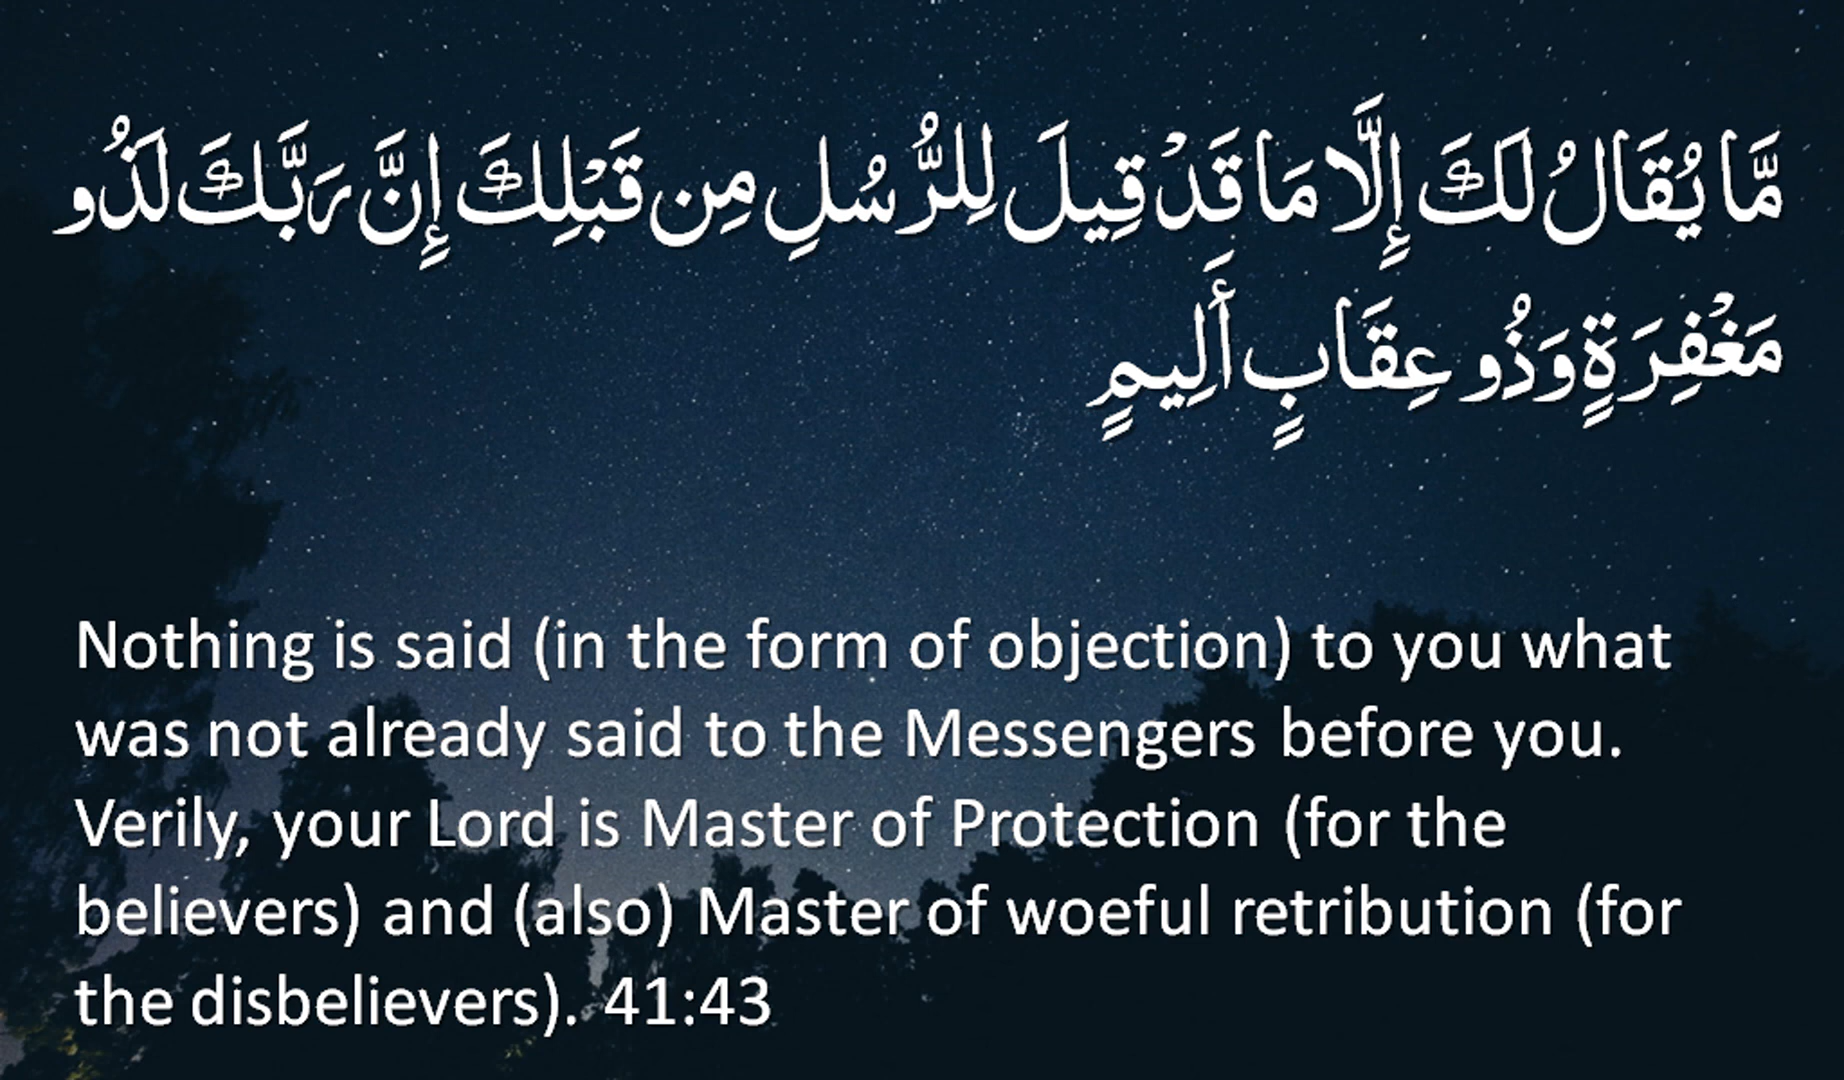 مَّا يُقَالُ لَكَ إِلَّا مَا قَدْ قِيلَ لِلرُّسُلِ مِن قَبْلِكَ إِنَّ رَبَّكَ لَذُو
مَغْفِرَةٍ وَذُو عِقَابٍ أَلِيمٍ
Nothing is said (in the form of objection) to you what
was not already said to the Messengers before you.
Verily, your Lord is Master of Protection (for the
believers) and (also) Master of woeful retribution (for
the disbelievers). 41:43